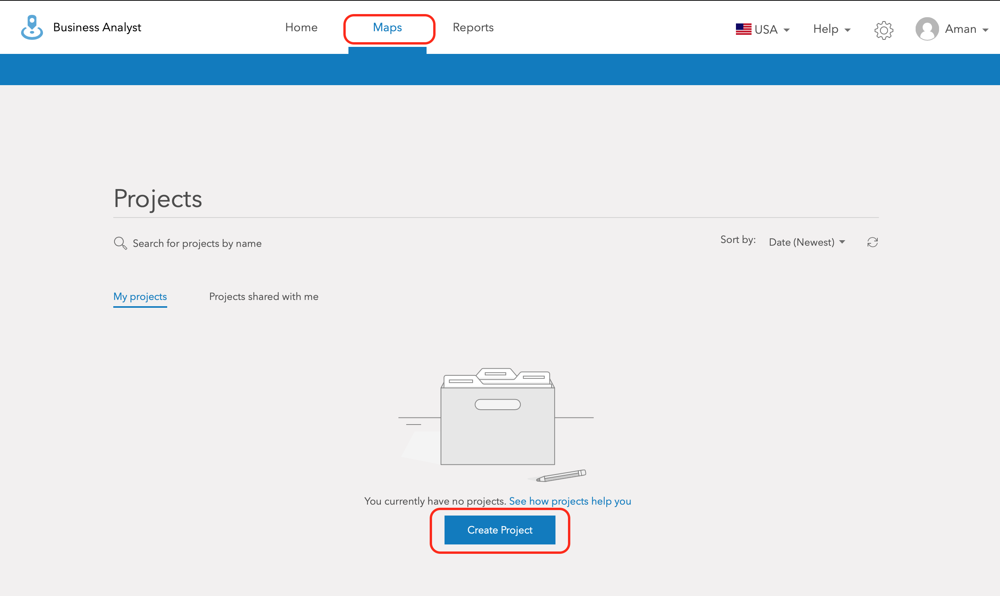 Business Analyst
Home
Maps
Reports
USA
Help
Aman
Projects
Search for projects by name
Sort by:
Date (Newest)
My projects
Projects shared with me
You currently have no projects. See how projects help you
Create Project